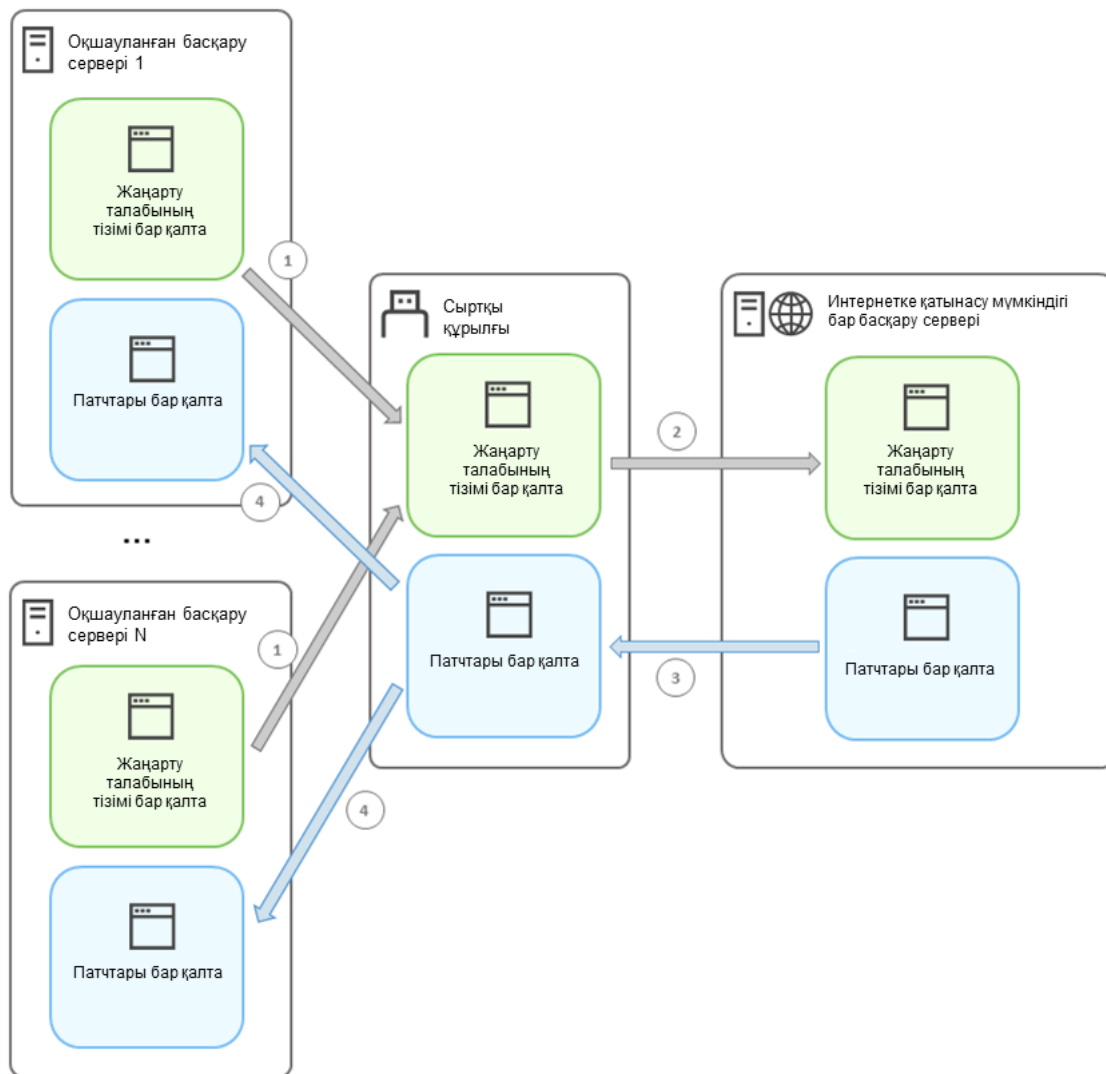 Оқшауланған басқару
сервері 1
Жаңарту
талабының
тізімі бар қалта
Патчтары бар қалта
1
4
...
Оқшауланған басқару
сервері N
Жаңарту
талабының
тізімі бар қалта
Патчтары бар қалта
1
4
Сыртқы
құрылғы
Жаңарту
талабының
тізімі бар қалта
Патчтары бар қалта
2
3
Интернетке қатынасу мүмкіндігі
бар басқару сервері
Жаңарту
талабының
тізімі бар қалта
Патчтары бар қалта